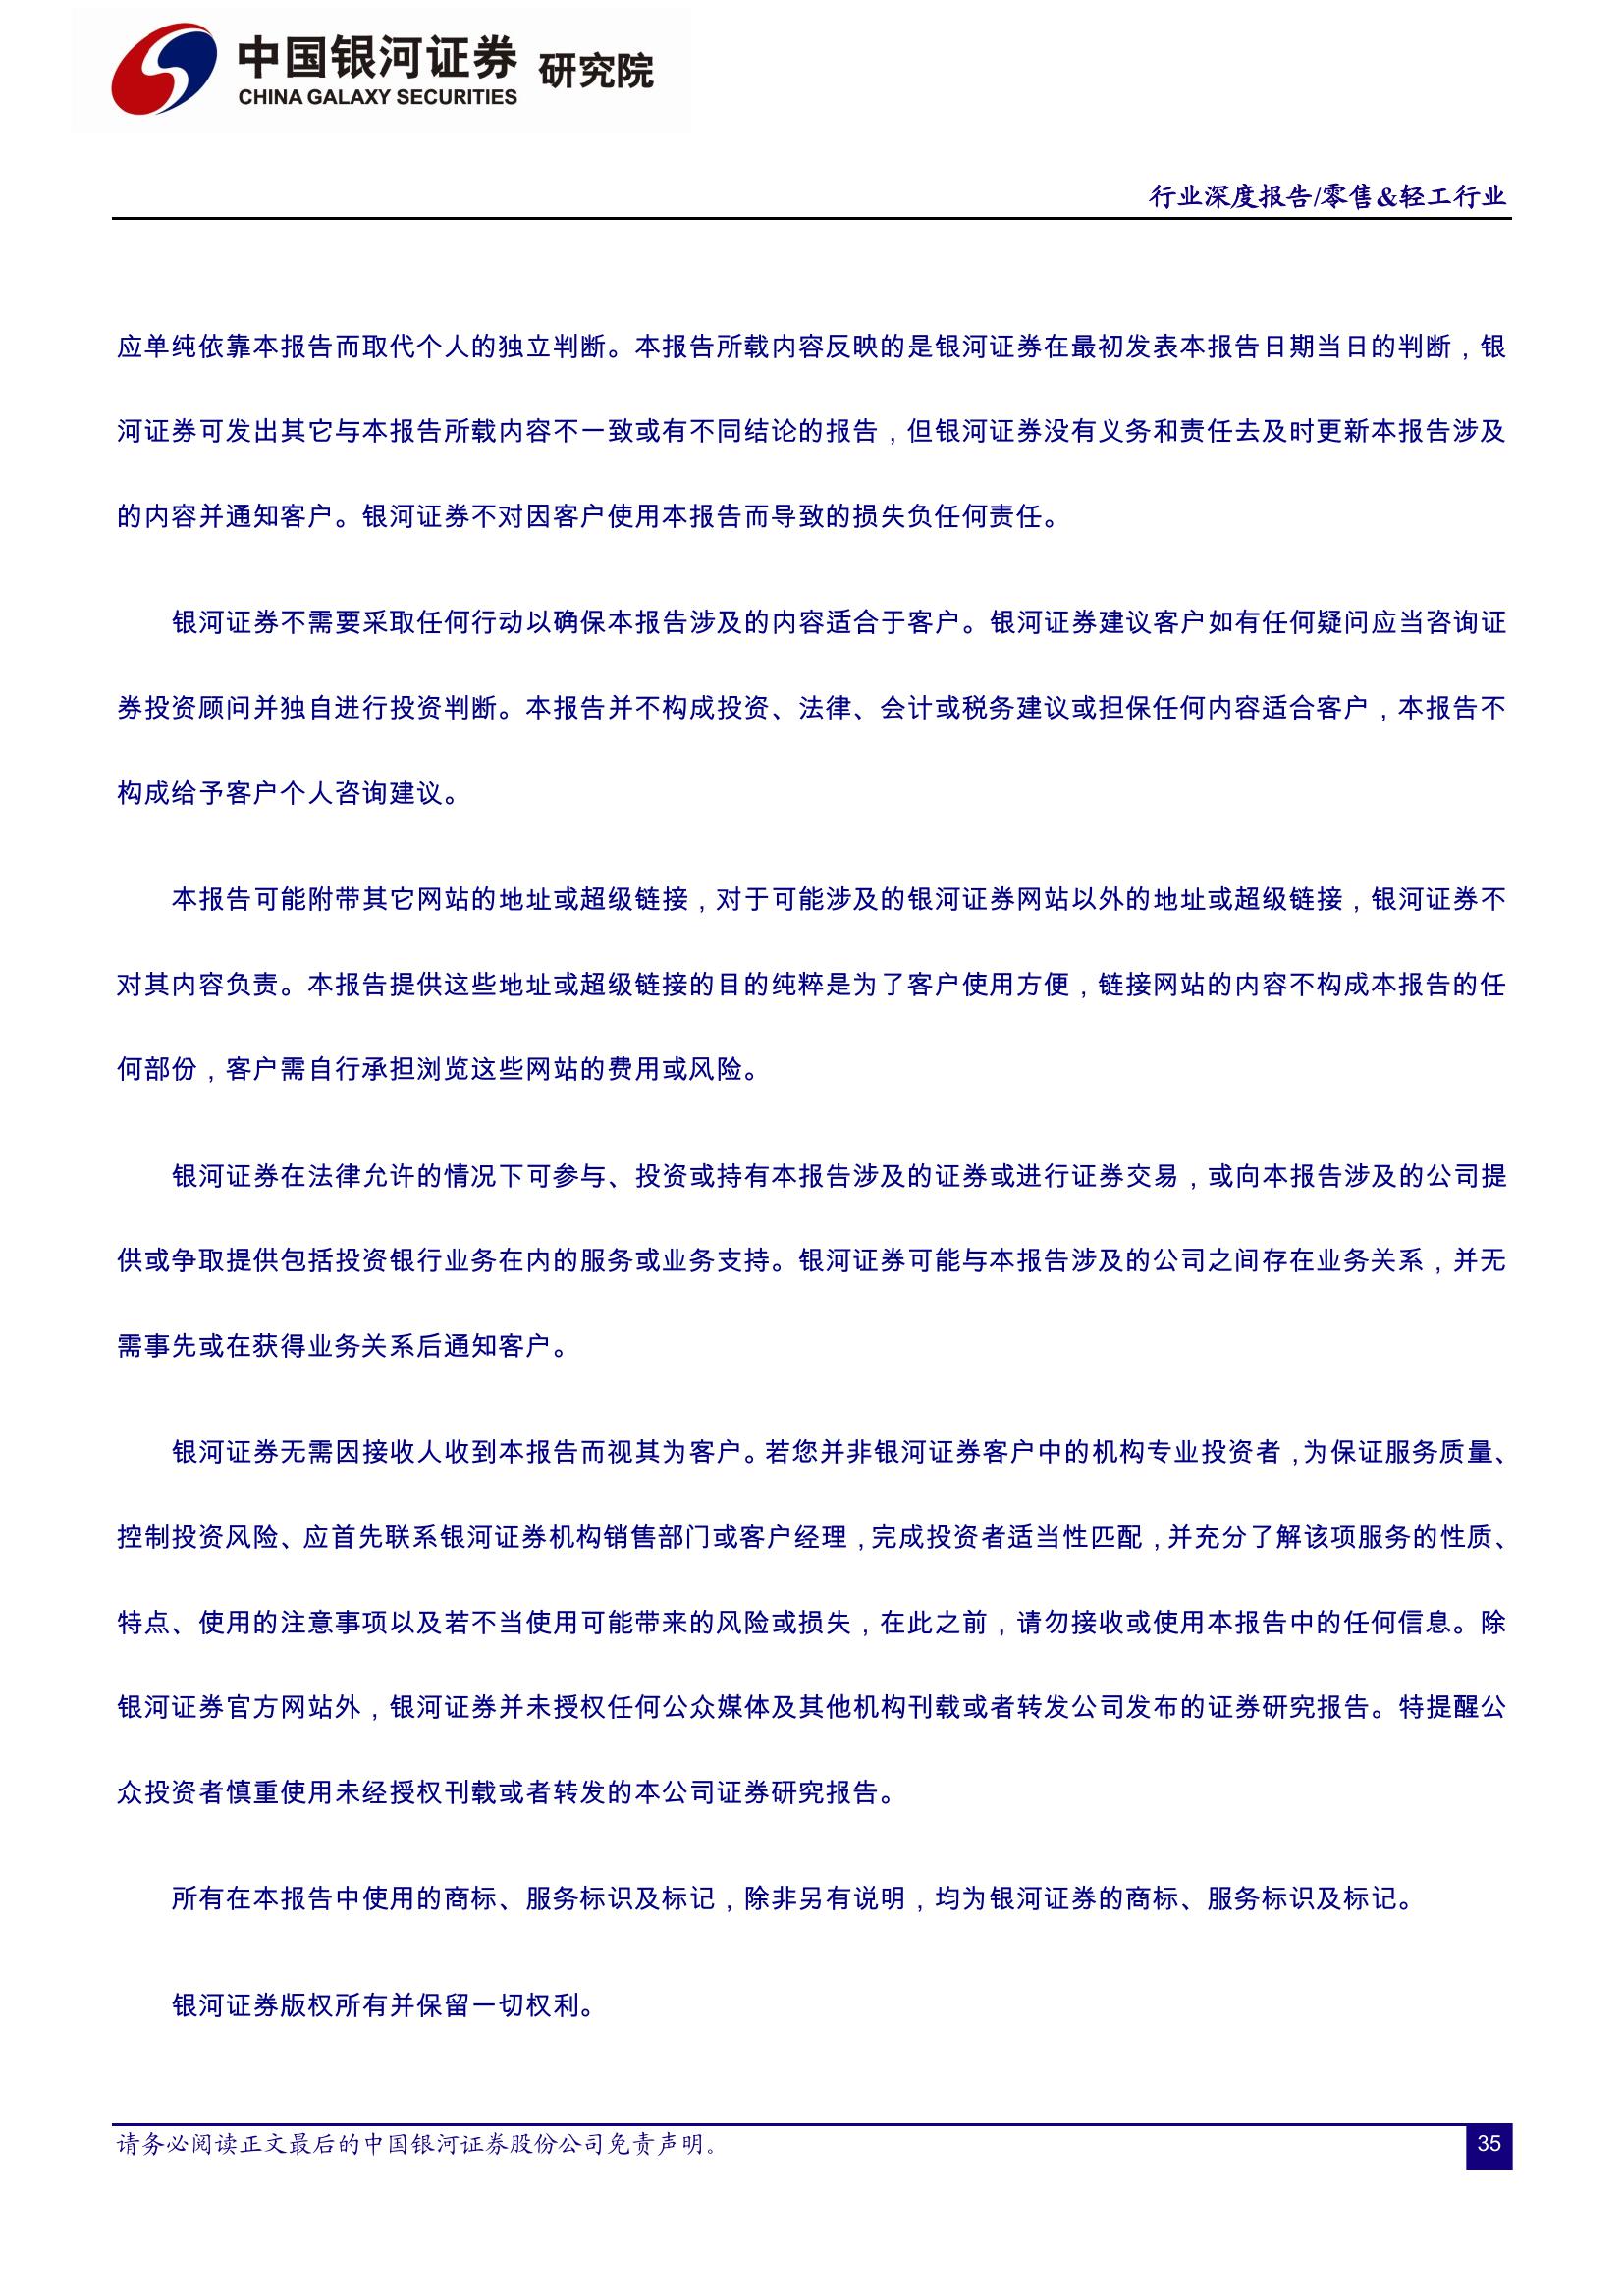 中国银河证券 研究院
CHINA GALAXY SECURITIES
行业深度报告/零售&轻工行业
应单纯依靠本报告而取代个人的独立判断。本报告所载内容反映的是银河证券在最初发表本报告日期当日的判断，银
河证券可发出其它与本报告所载内容不一致或有不同结论的报告，但银河证券没有义务和责任去及时更新本报告涉及
的内容并通知客户。银河证券不对因客户使用本报告而导致的损失负任何责任。
银河证券不需要采取任何行动以确保本报告涉及的内容适合于客户。银河证券建议客户如有任何疑问应当咨询证
券投资顾问并独自进行投资判断。本报告并不构成投资、法律、会计或税务建议或担保任何内容适合客户，本报告不
构成给予客户个人咨询建议。
本报告可能附带其它网站的地址或超级链接，对于可能涉及的银河证券网站以外的地址或超级链接，银河证券不
对其内容负责。本报告提供这些地址或超级链接的目的纯粹是为了客户使用方便，链接网站的内容不构成本报告的任
何部份，客户需自行承担浏览这些网站的费用或风险。
银河证券在法律允许的情况下可参与、投资或持有本报告涉及的证券或进行证券交易，或向本报告涉及的公司提
供或争取提供包括投资银行业务在内的服务或业务支持。银河证券可能与本报告涉及的公司之间存在业务关系，并无
需事先或在获得业务关系后通知客户。
银河证券无需因接收人收到本报告而视其为客户。若您并非银河证券客户中的机构专业投资者，为保证服务质量、
控制投资风险、应首先联系银河证券机构销售部门或客户经理，完成投资者适当性匹配，并充分了解该项服务的性质、
特点、使用的注意事项以及若不当使用可能带来的风险或损失，在此之前，请勿接收或使用本报告中的任何信息。除
银河证券官方网站外，银河证券并未授权任何公众媒体及其他机构刊载或者转发公司发布的证券研究报告。特提醒公
众投资者慎重使用未经授权刊载或者转发的本公司证券研究报告。
所有在本报告中使用的商标、服务标识及标记，除非另有说明，均为银河证券的商标、服务标识及标记。
银河证券版权所有并保留一切权利。
请务必阅读正文最后的中国银河证券股份公司免责声明。
35